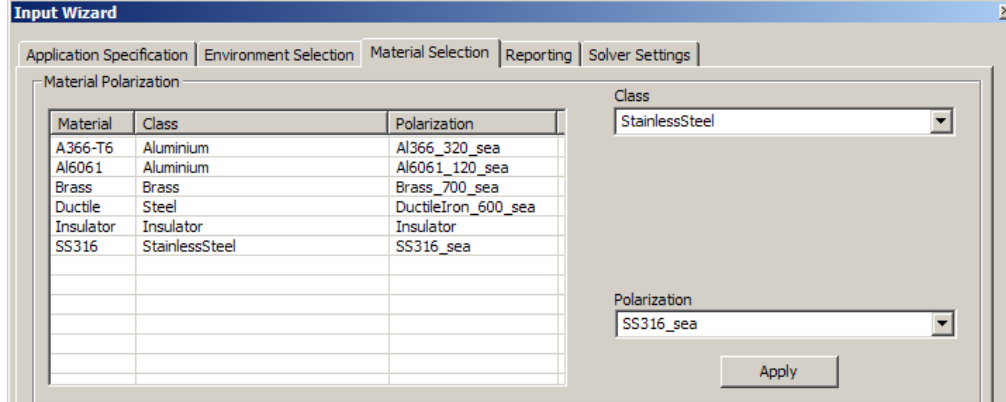 Input Wizard
Application Specification Environment Selection Material Selection Reporting Solver Settings
Material Polarization
Class
StainlessSteel
Material Class Polarization
A366-T6 Aluminium Al366_320_sea
Al6061 Aluminium Al6061_120_sea
Brass Brass Brass_700_sea
Ductile Steel DuctileIron_600_sea
Insulator Insulator Insulator
SS316 StainlessSteel SS316_sea
Polarization
SS316_sea
Apply